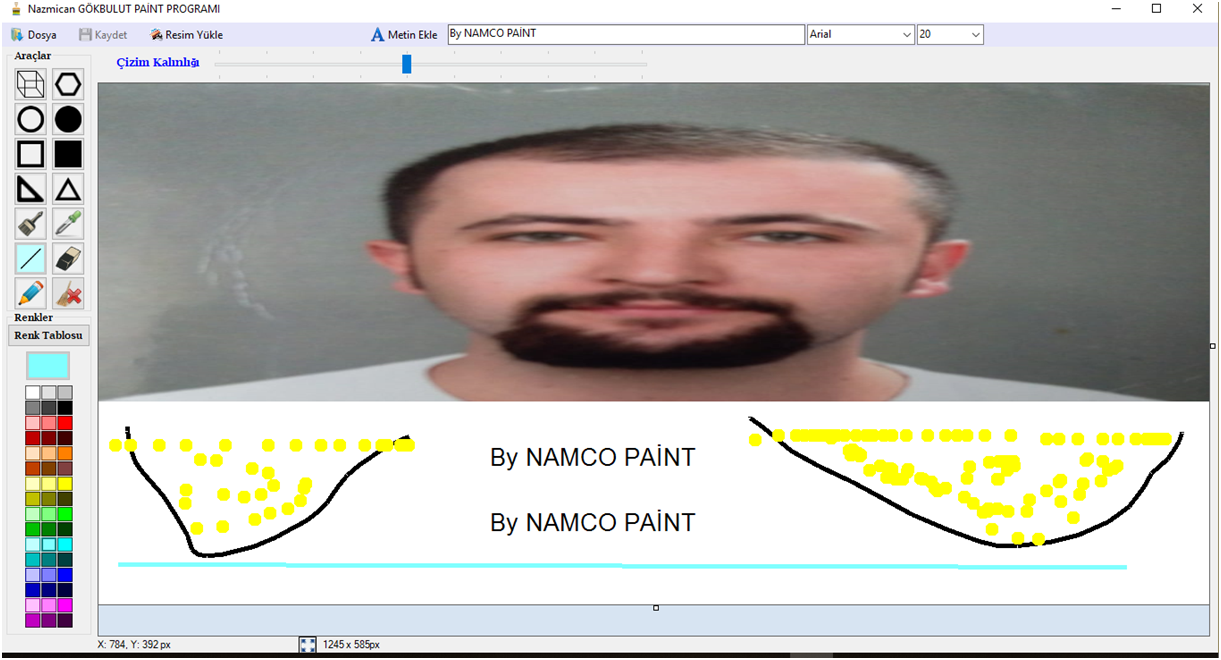 Nazmican GÖKBULUT PAİNT PROGRAMI
Dosya Kaydet Resim Yükle Metin Ekle By NAMCO PAİNT Arial 20
Araçlar
Çizim Kalınlığı
By NAMCO PAİNT
By NAMCO PAİNT
Renkler
Renk Tablosu
X: 784, Y: 392 px 1245 x 585px